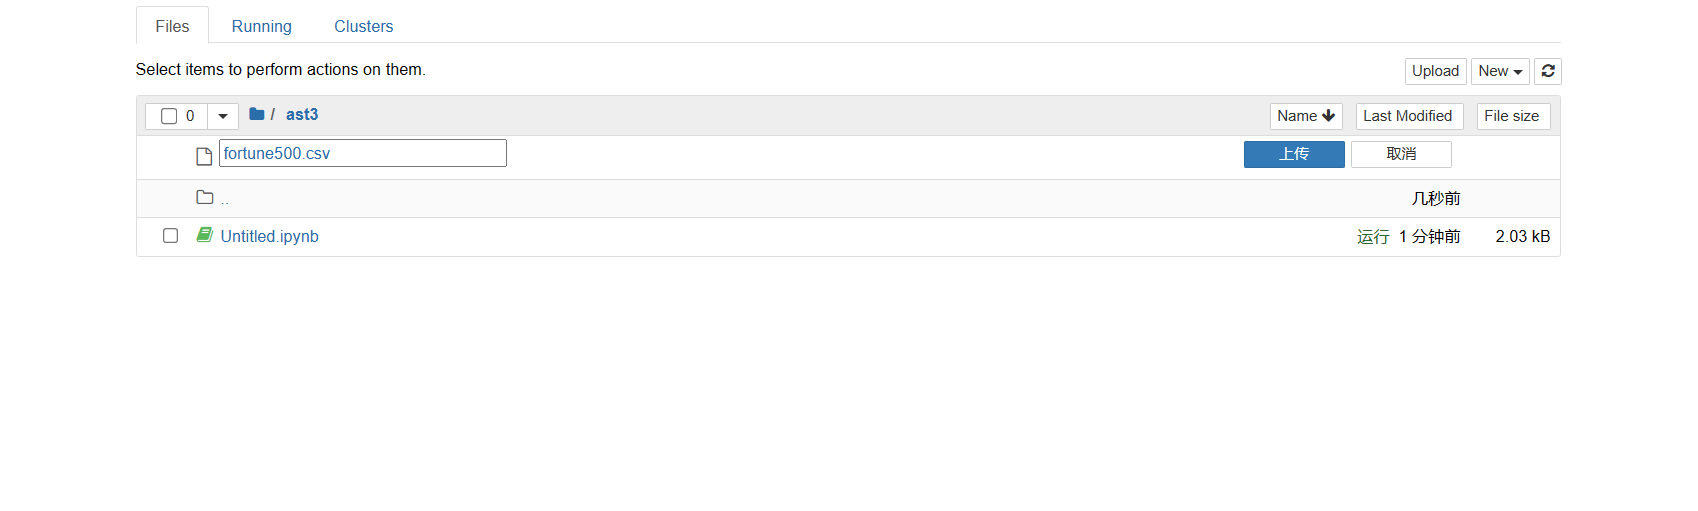 Files Running Clusters
Select items to perform actions on them.
Upload New
0 / ast3 Name Last Modified File size
fortune500.csv 上传 取消
.. 几秒前
Untitled.ipynb 运行 1 分钟前 2.03 kB